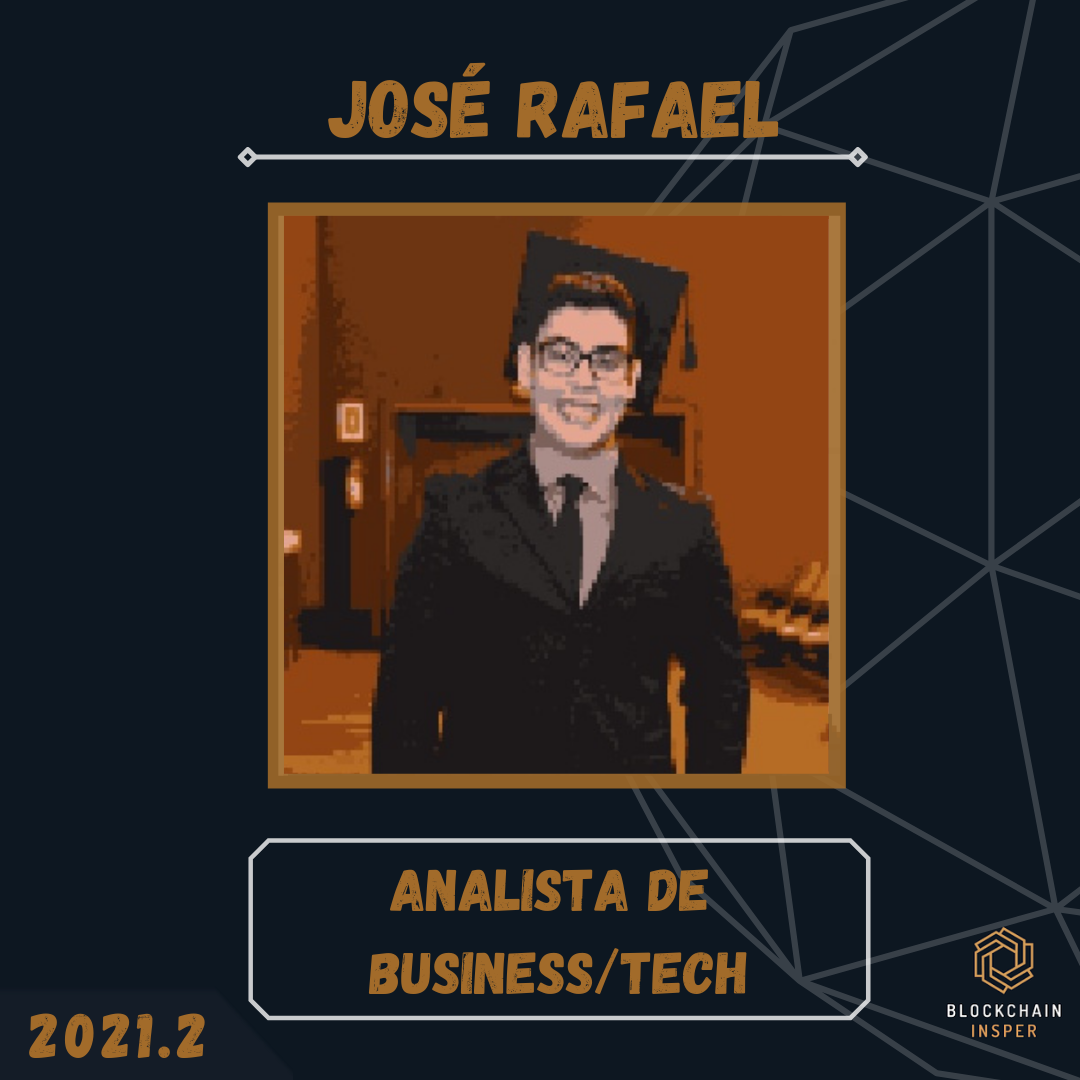 JOSÉ RAFAEL
ANALISTA DE
BUSINESS/TECH
2021.2
BLOCKCHAIN
INSPER